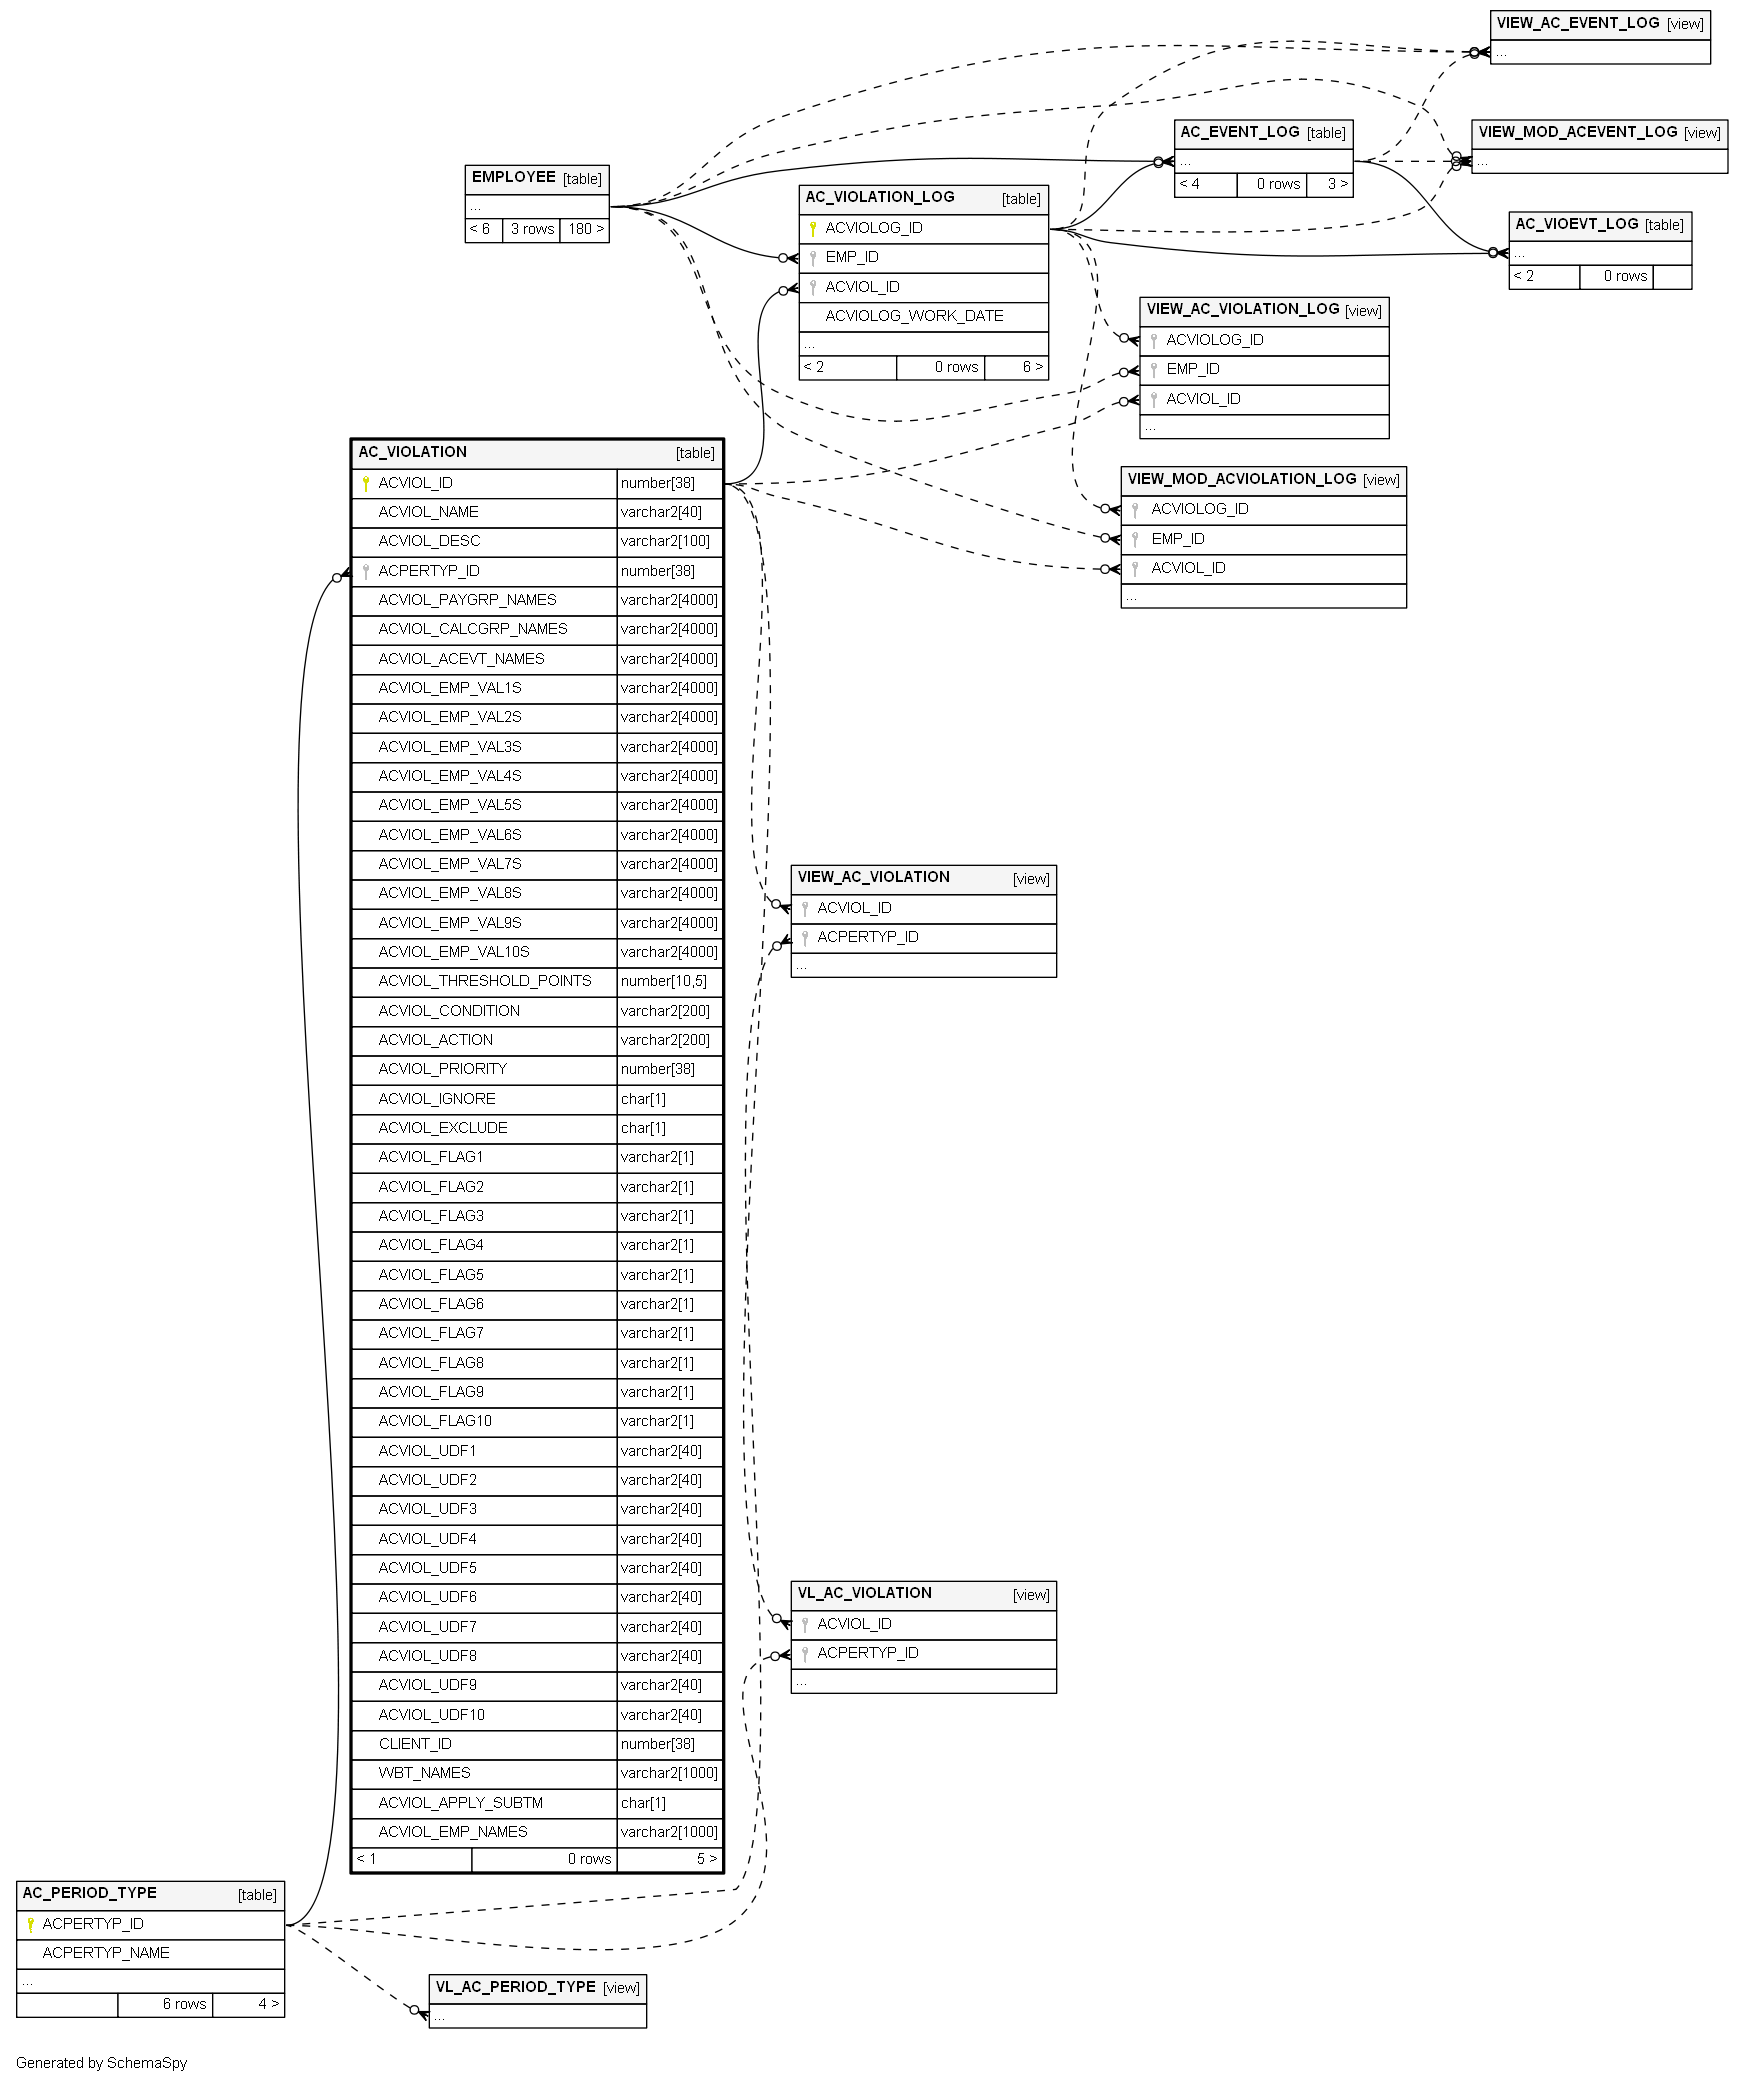 VIEW_AC_EVENT_LOG [view]
...
AC_EVENT_LOG [table]
...
< 4 0 rows 3 >
VIEW_MOD_ACEVENT_LOG [view]
...
EMPLOYEE [table]
...
< 6 3 rows 180 >
AC_VIOLATION_LOG [table]
ACVIOLOG_ID
EMP_ID
ACVIOL_ID
ACVIOLOG_WORK_DATE
...
< 2 0 rows 6 >
AC_VIOEVT_LOG [table]
...
< 2 0 rows
VIEW_AC_VIOLATION_LOG [view]
ACVIOLOG_ID
EMP_ID
ACVIOL_ID
...
VIEW_MOD_ACVIOLATION_LOG [view]
ACVIOLOG_ID
EMP_ID
ACVIOL_ID
...
AC_VIOLATION [table]
ACVIOL_ID number[38]
ACVIOL_NAME varchar2[40]
ACVIOL_DESC varchar2[100]
ACPERTYP_ID number[38]
ACVIOL_PAYGRP_NAMES varchar2[4000]
ACVIOL_CALCGRP_NAMES varchar2[4000]
ACVIOL_ACEVT_NAMES varchar2[4000]
ACVIOL_EMP_VAL1S varchar2[4000]
ACVIOL_EMP_VAL2S varchar2[4000]
ACVIOL_EMP_VAL3S varchar2[4000]
ACVIOL_EMP_VAL4S varchar2[4000]
ACVIOL_EMP_VAL5S varchar2[4000]
ACVIOL_EMP_VAL6S varchar2[4000]
ACVIOL_EMP_VAL7S varchar2[4000]
ACVIOL_EMP_VAL8S varchar2[4000]
ACVIOL_EMP_VAL9S varchar2[4000]
ACVIOL_EMP_VAL10S varchar2[4000]
ACVIOL_THRESHOLD_POINTS number[10,5]
ACVIOL_CONDITION varchar2[200]
ACVIOL_ACTION varchar2[200]
ACVIOL_PRIORITY number[38]
ACVIOL_IGNORE char[1]
ACVIOL_EXCLUDE char[1]
ACVIOL_FLAG1 varchar2[1]
ACVIOL_FLAG2 varchar2[1]
ACVIOL_FLAG3 varchar2[1]
ACVIOL_FLAG4 varchar2[1]
ACVIOL_FLAG5 varchar2[1]
ACVIOL_FLAG6 varchar2[1]
ACVIOL_FLAG7 varchar2[1]
ACVIOL_FLAG8 varchar2[1]
ACVIOL_FLAG9 varchar2[1]
ACVIOL_FLAG10 varchar2[1]
ACVIOL_UDF1 varchar2[40]
ACVIOL_UDF2 varchar2[40]
ACVIOL_UDF3 varchar2[40]
ACVIOL_UDF4 varchar2[40]
ACVIOL_UDF5 varchar2[40]
ACVIOL_UDF6 varchar2[40]
ACVIOL_UDF7 varchar2[40]
ACVIOL_UDF8 varchar2[40]
ACVIOL_UDF9 varchar2[40]
ACVIOL_UDF10 varchar2[40]
CLIENT_ID number[38]
WBT_NAMES varchar2[1000]
ACVIOL_APPLY_SUBTM char[1]
ACVIOL_EMP_NAMES varchar2[1000]
< 1 0 rows 5 >
VIEW_AC_VIOLATION [view]
ACVIOL_ID
ACPERTYP_ID
...
VL_AC_VIOLATION [view]
ACVIOL_ID
ACPERTYP_ID
...
AC_PERIOD_TYPE [table]
ACPERTYP_ID
ACPERTYP_NAME
...
6 rows 4 >
VL_AC_PERIOD_TYPE [view]
...
Generated by SchemaSpy